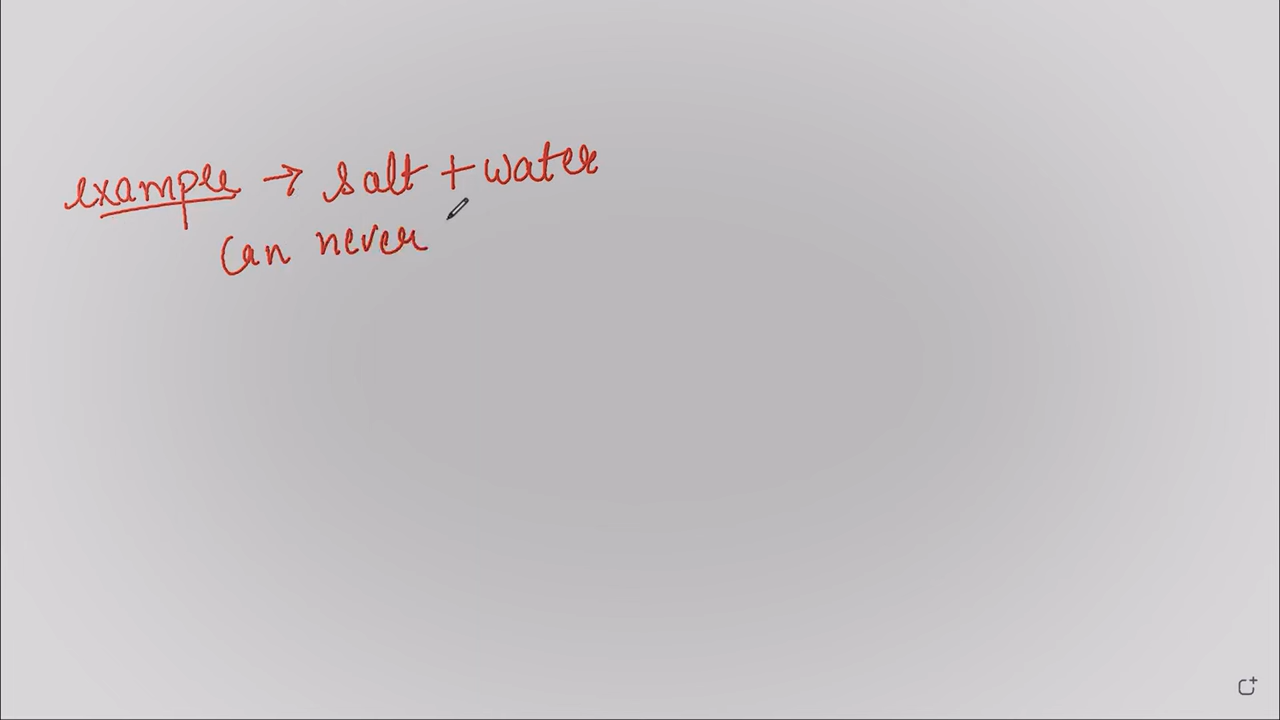 example → salt + water
can never